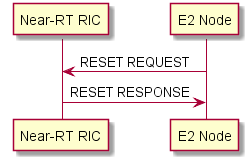 Near-RT RIC E2 Node
RESET REQUEST
RESET RESPONSE
Near-RT RIC E2 Node